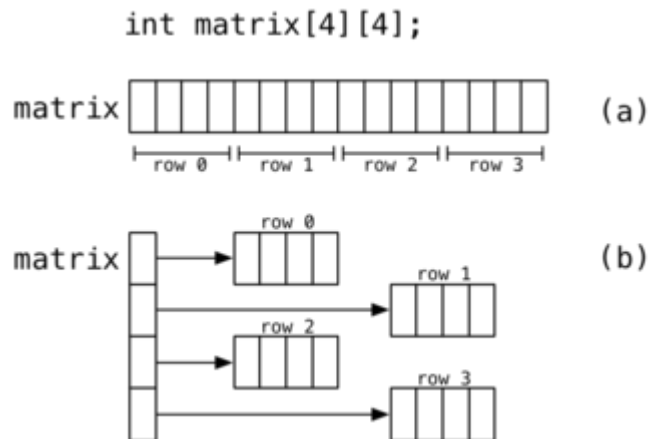 int matrix[4][4];
matrix (a)
row 0 row 1 row 2 row 3
row 0
matrix (b)
row 1
row 2
row 3